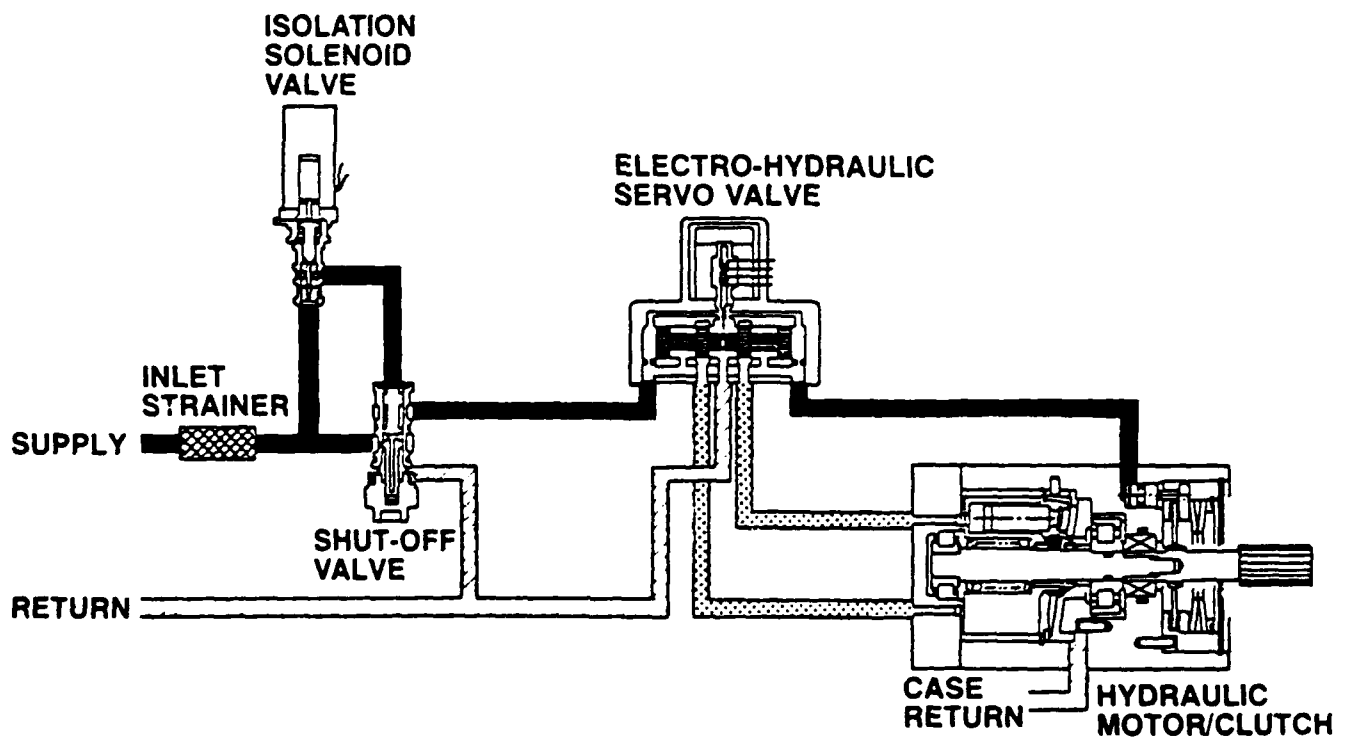 ISOLATION
SOLENOID
VALVE
ELECTRO-HYDRAULIC
SERVO VALVE
INLET
STRAINER
SUPPLY
SHUT-OFF
VALVE
RETURN
CASE
RETURN
HYDRAULIC
MOTOR/CLUTCH